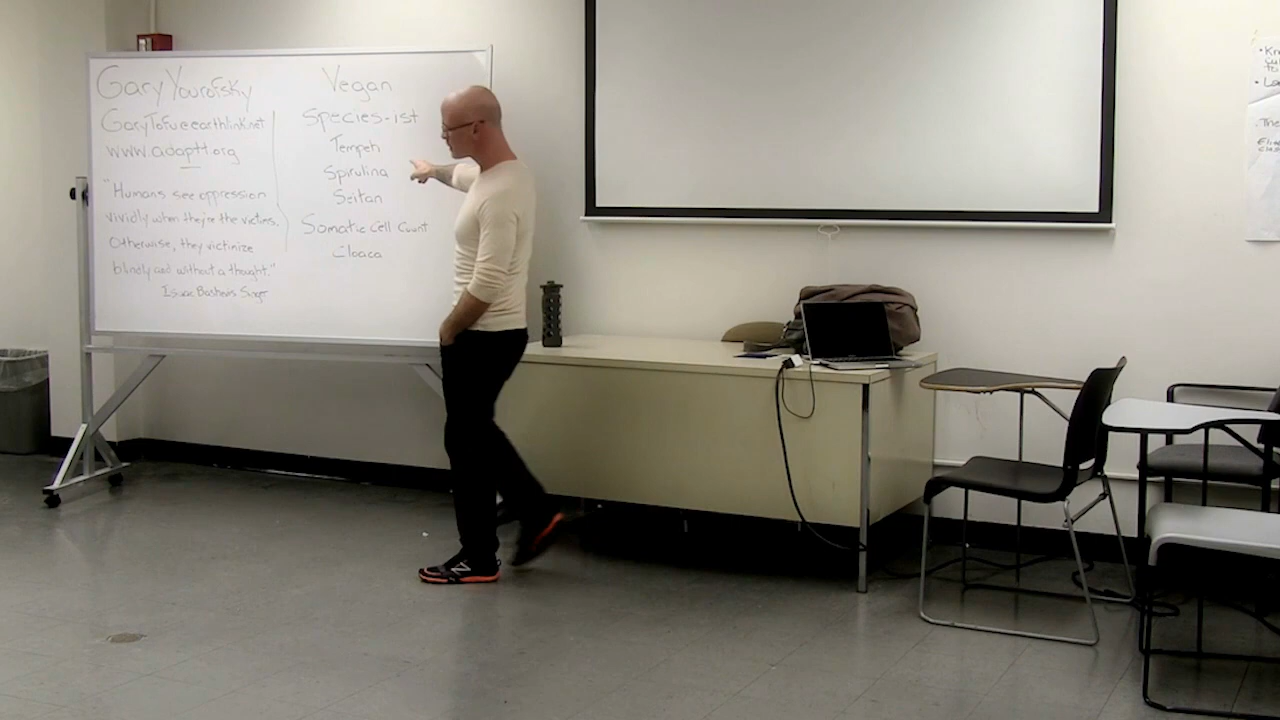 Gary Yourofsky
GaryTofu@earthlink.net
www.adaptt.org
"Humans see oppression
vividly when they're the victims.
Otherwise, they victimize
blindly and without a thought."
Isaac Bashevis Singer
Vegan
Species-ist
Tempeh
Spirulina
Seitan
Somatic Cell Count
Cloaca
N